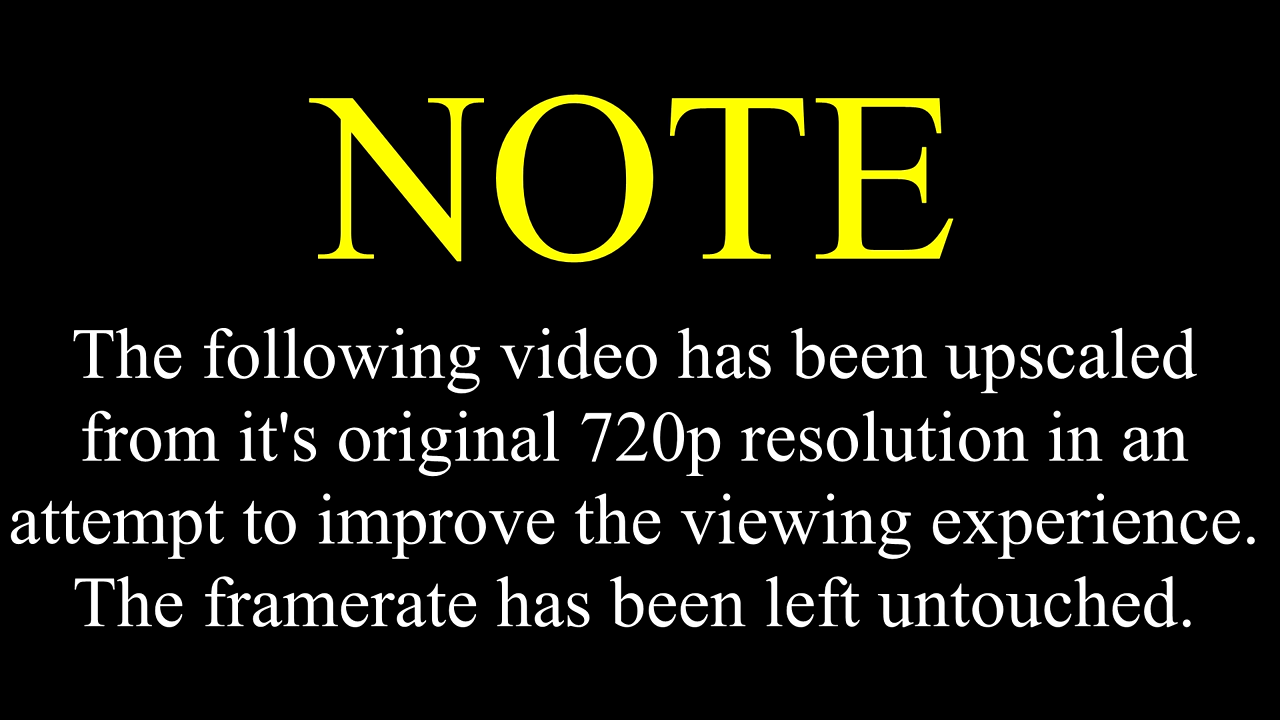 NOTE
The following video has been upscaled
from it's original 720p resolution in an
attempt to improve the viewing experience.
The framerate has been left untouched.